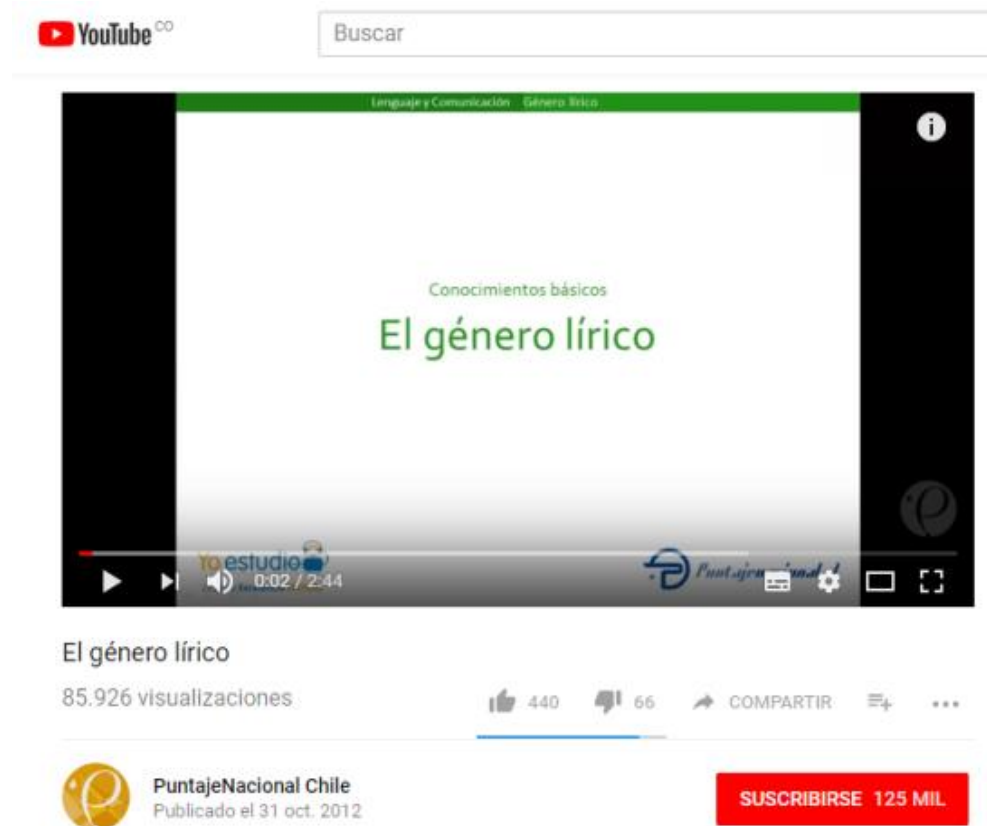 YouTube CO
Buscar
Lenguaje y Comunicación Género lírico
Conocimientos básicos
El género lírico
Yo estudio
0:02 / 2:44
El género lírico
85.926 visualizaciones
440 66 COMPARTIR
PuntajeNacional Chile
Publicado el 31 oct. 2012
SUSCRIBIRSE 125 MIL